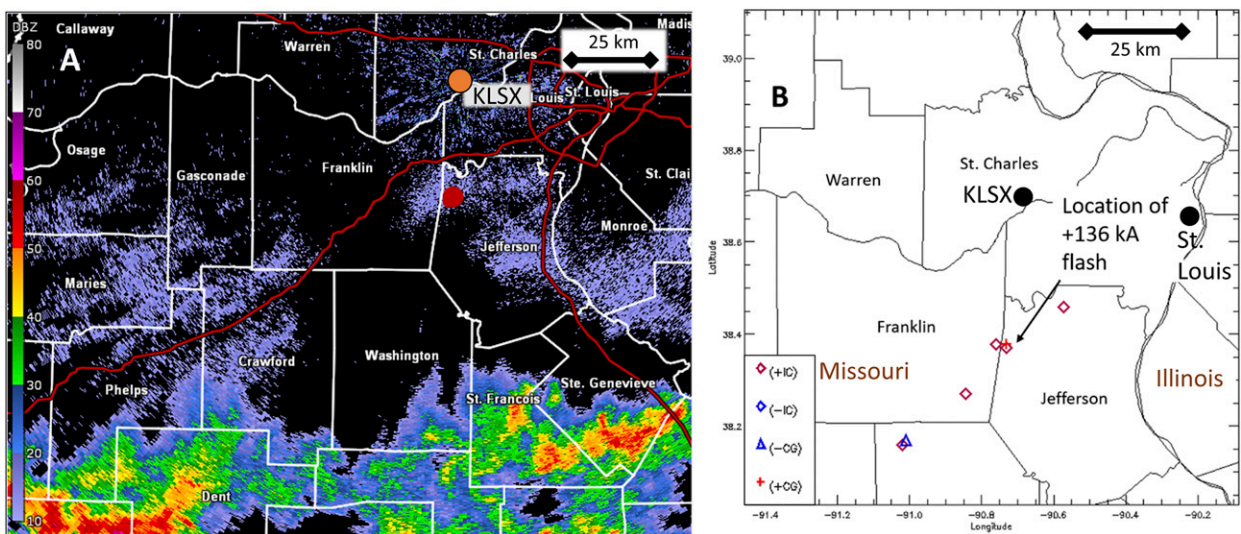 DBZ
80
70
60
50
40
30
20
10
A
Callaway
Warren
St. Charles
Madis
25 km
KLSX
Louis
St. Louis
Osage
Gasconade
Franklin
St. Clai
Monroe
Jefferson
Maries
Crawford
Washington
Phelps
St. Francois
Ste. Genevieve
Dent
B
25 km
39.0
38.8
38.6
38.4
38.2
Latitude
St. Charles
Warren
KLSX
Location of
+136 kA
flash
St.
Louis
Franklin
Missouri
Illinois
Jefferson
(+IC)
(-IC)
(-CG)
(+CG)
-91.4
-91.2
-91.0
-90.8
-90.6
-90.4
-90.2
Longitude